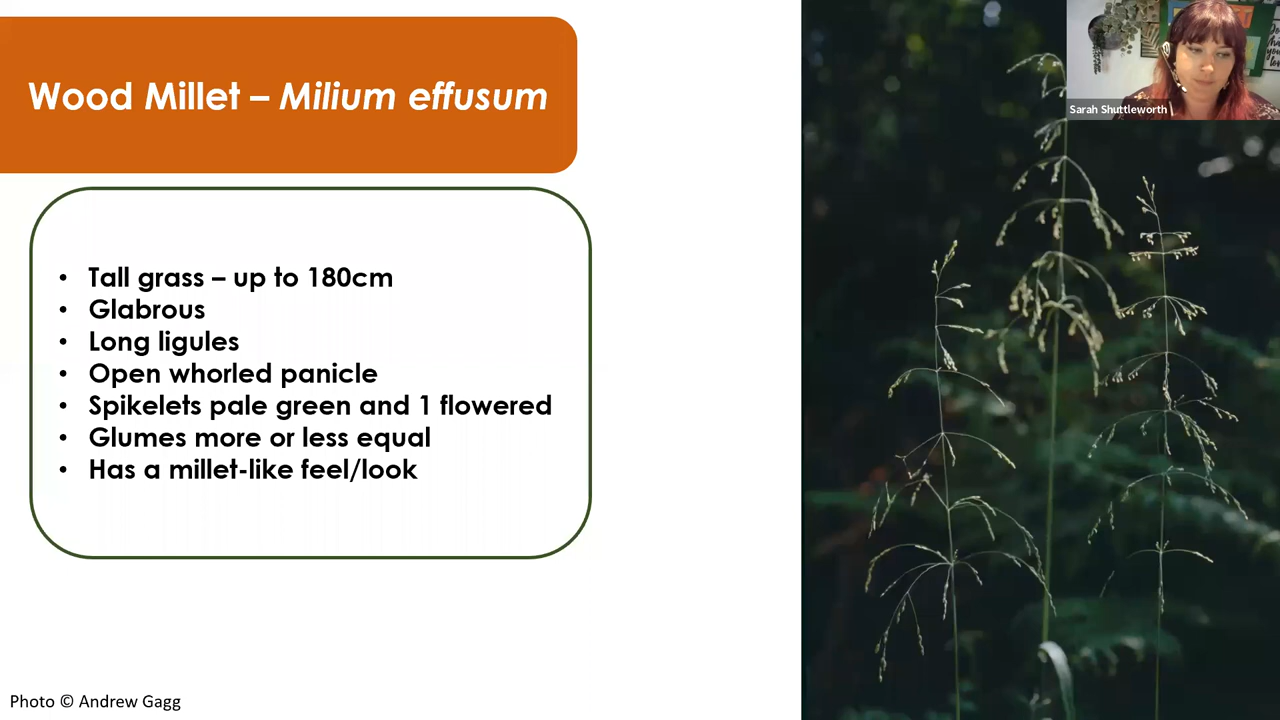 Wood Millet – Milium effusum
Sarah Shuttleworth
• Tall grass – up to 180cm
• Glabrous
• Long ligules
• Open whorled panicle
• Spikelets pale green and 1 flowered
• Glumes more or less equal
• Has a millet-like feel/look
Photo © Andrew Gagg